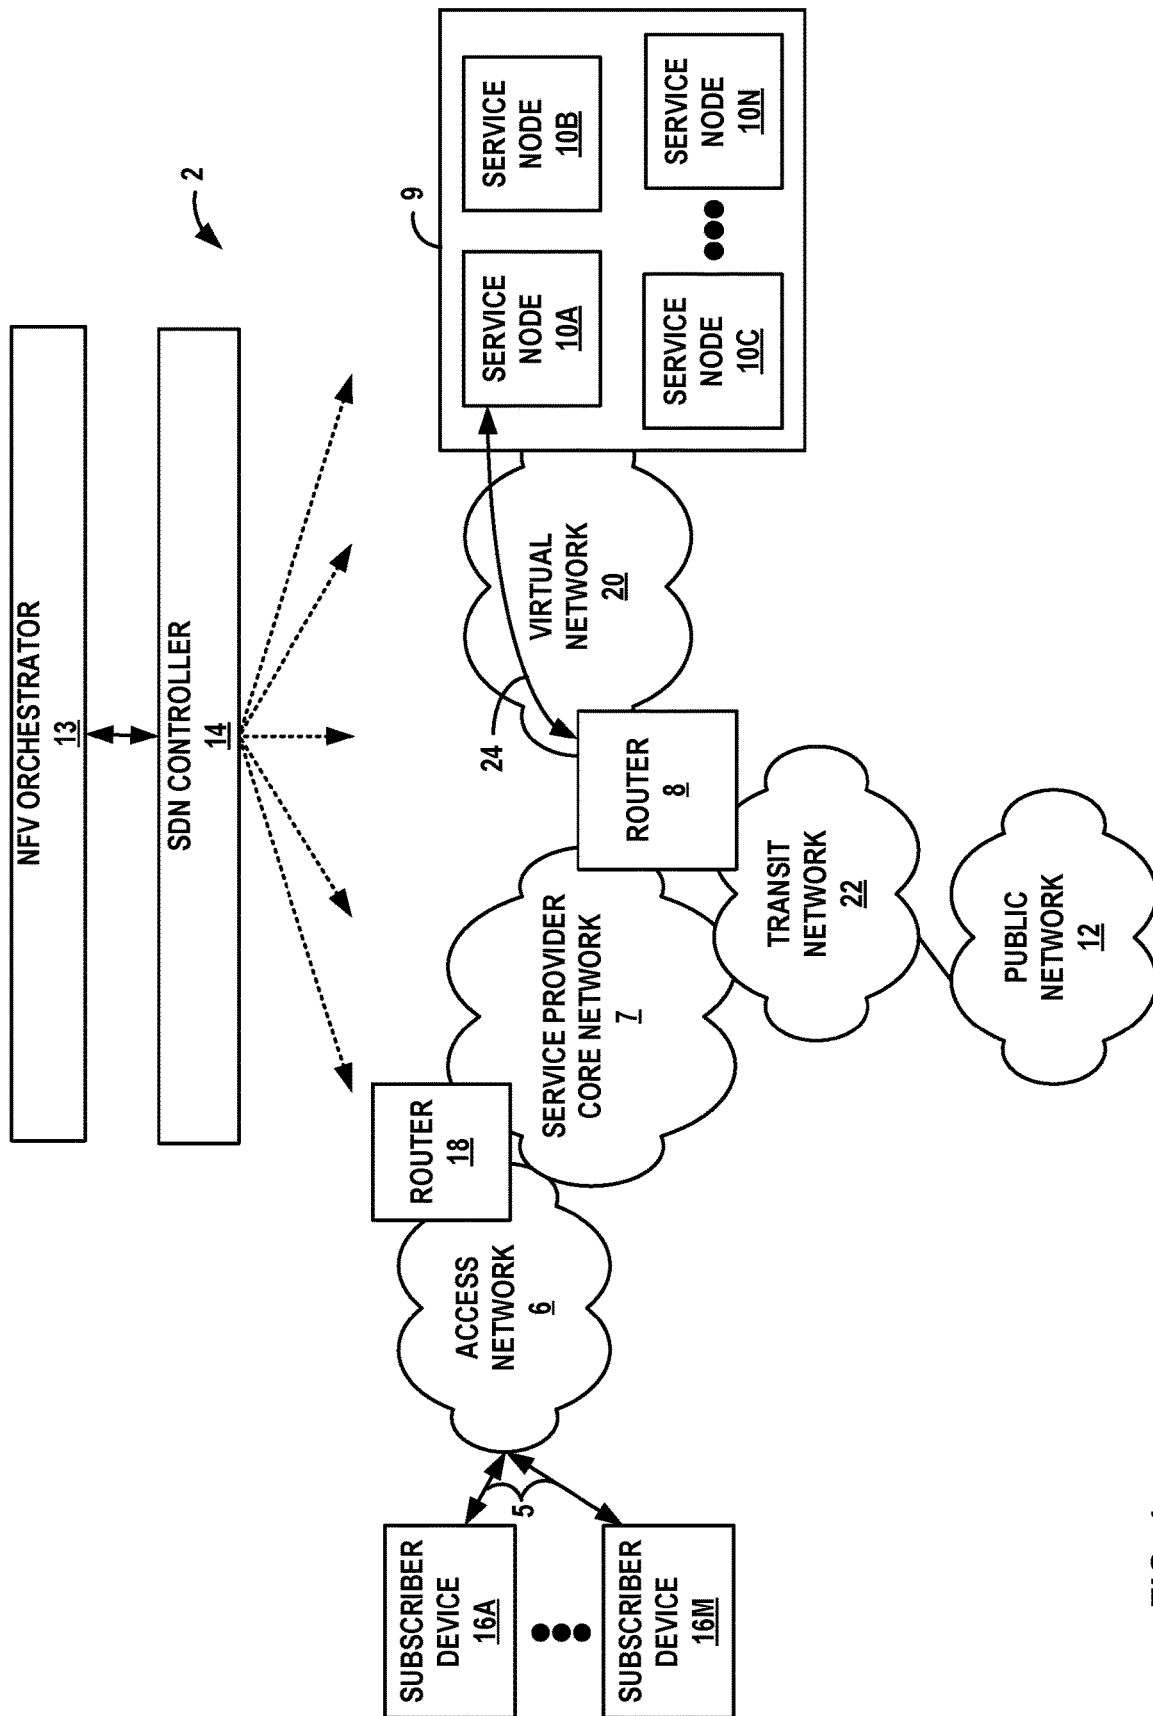 NFV ORCHESTRATOR
13
SDN CONTROLLER
14
2
ROUTER
18
9
SERVICE
NODE
10A
SERVICE
NODE
10B
SERVICE
NODE
10C
SERVICE
NODE
10N
24
VIRTUAL
NETWORK
20
SUBSCRIBER
DEVICE
16A
5
SUBSCRIBER
DEVICE
16M
ACCESS
NETWORK
6
SERVICE PROVIDER
CORE NETWORK
7
ROUTER
8
TRANSIT
NETWORK
22
PUBLIC
NETWORK
12